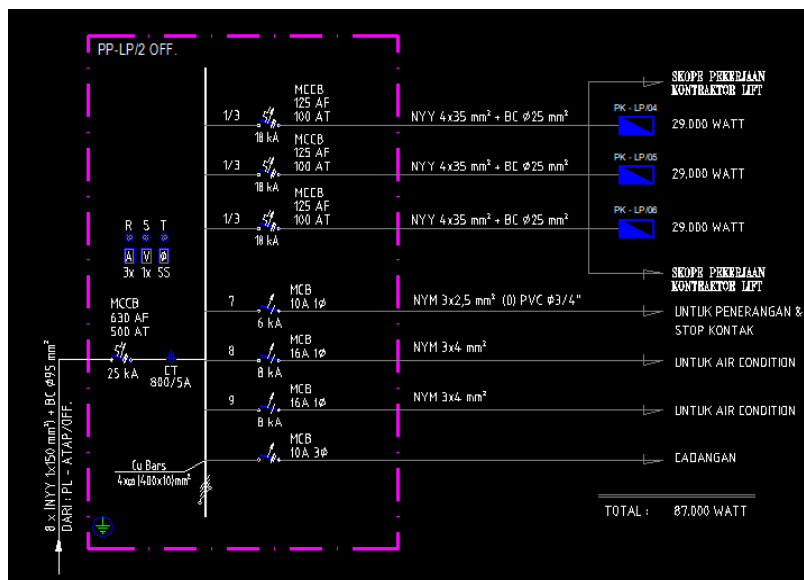 PP-LP/2 OFF.
SKOPE PEKERJAAN
KONTRAKTOR LIFT
MCCB
125 AF
100 AT
1/3
18 kA
NYY 4x35 mm² + BC Ø25 mm²
PK - LP/04
29.000 WATT
MCCB
125 AF
100 AT
1/3
18 kA
NYY 4x35 mm² + BC Ø25 mm²
PK - LP/05
29.000 WATT
MCCB
125 AF
100 AT
1/3
18 kA
NYY 4x35 mm² + BC Ø25 mm²
PK - LP/06
29.000 WATT
R S T
A V Ø
3x 1x SS
SKOPE PEKERJAAN
KONTRAKTOR LIFT
7
MCB
10A 1Ø
6 kA
NYM 3x2,5 mm² (D) PVC Ø3/4"
UNTUK PENERANGAN &
STOP KONTAK
MCCB
630 AF
500 AT
25 kA
CT
800/5A
8
MCB
16A 1Ø
8 kA
NYM 3x4 mm²
UNTUK AIR CONDITION
9
MCB
16A 1Ø
8 kA
NYM 3x4 mm²
UNTUK AIR CONDITION
MCB
10A 3Ø
CADANGAN
Cu Bars
(400x10)mm²
8 x (NYY 1x150 mm²) + BC Ø95 mm²
DARI : PL - ATAP/OFF.
TOTAL : 87.000 WATT